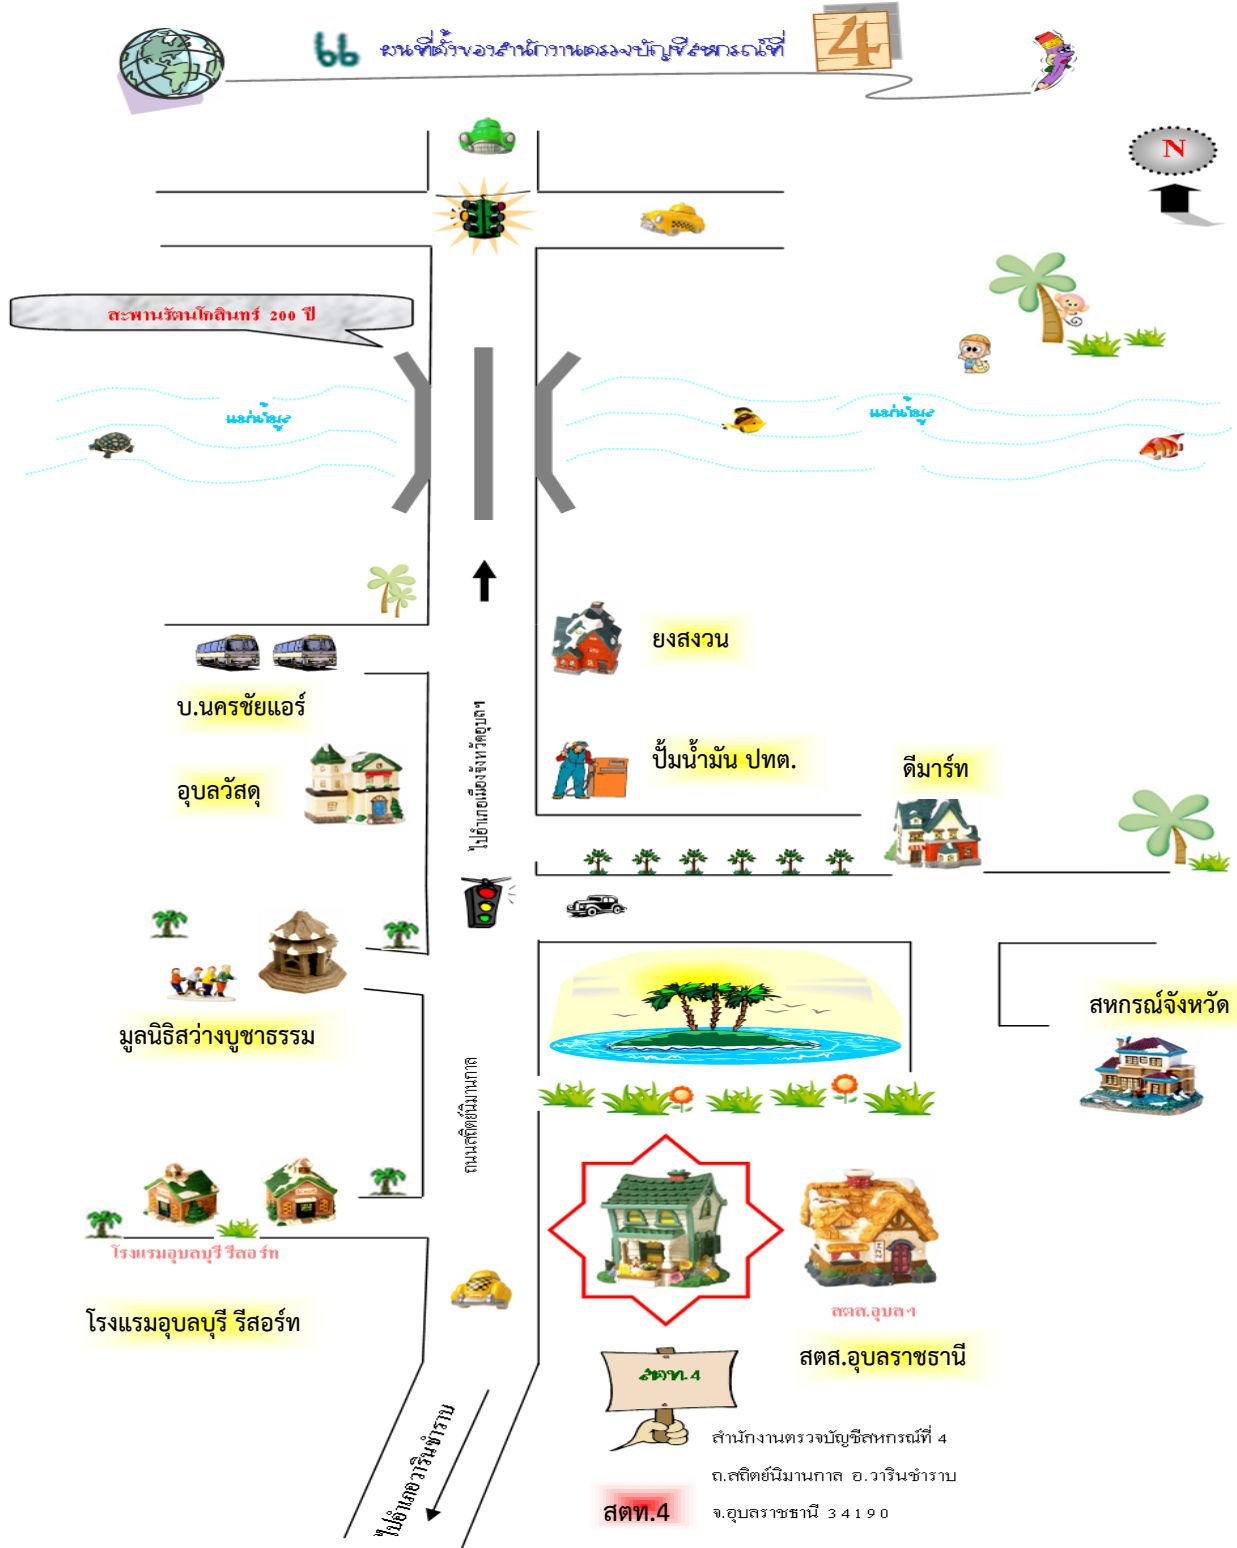 แผนที่ตั้งของสำนักงานตรวจบัญชีสหกรณ์ที่ 4
N
สะพานรัตนโกสินทร์ 200 ปี
แม่น้ำมูล
แม่น้ำมูล
ยงสงวน
บ.นครชัยแอร์
ไปอำเภอเมืองจังหวัดอุบลฯ
ปั้มน้ำมัน ปทต.
ดีมาร์ท
อุบลวัสดุ
สหกรณ์จังหวัด
มูลนิธิสว่างบูชาธรรม
ถนนสถิตย์นิมานกาล
โรงแรมอุบลบุรี รีสอร์ท
โรงแรมอุบลบุรี รีสอร์ท
สตส.อุบลฯ
สตส.อุบลราชธานี
สตท.4
ไปอำเภอวารินชำราบ
สำนักงานตรวจบัญชีสหกรณ์ที่ 4
ถ.สถิตย์นิมานกาล อ.วารินชำราบ
สตท.4
จ.อุบลราชธานี 34190